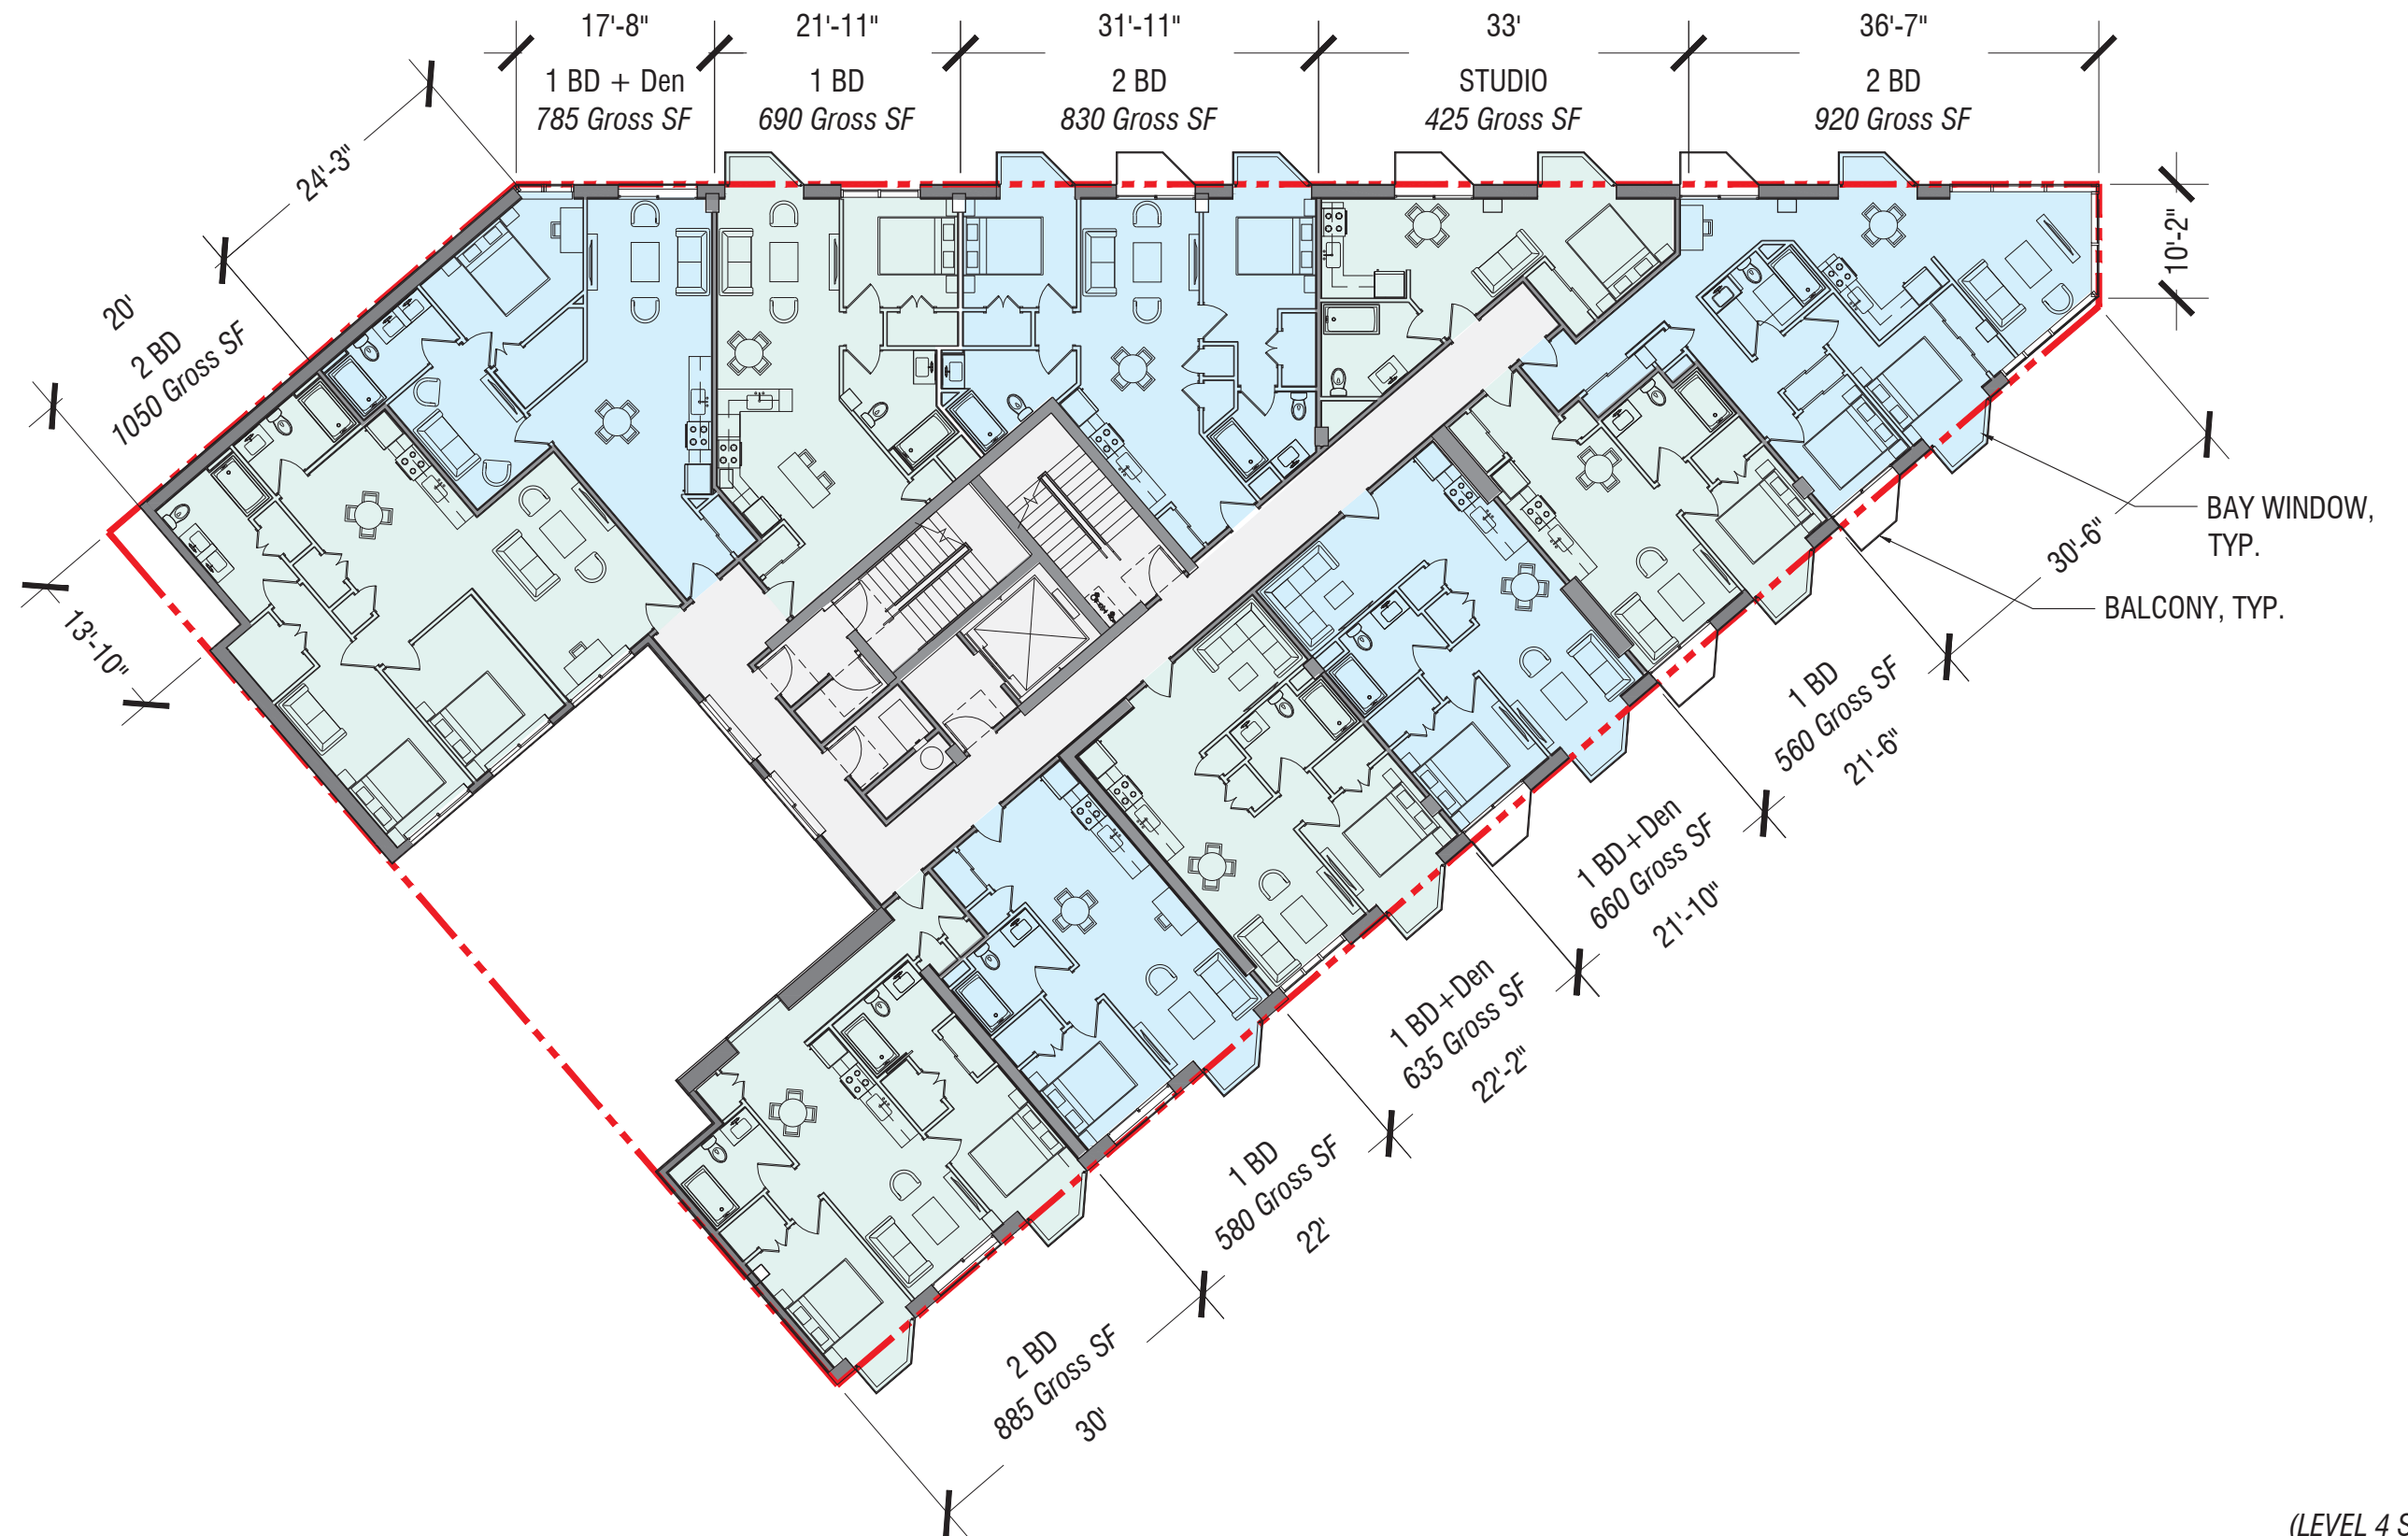 17'-8"
1 BD + Den
785 Gross SF
21'-11"
1 BD
690 Gross SF
31'-11"
2 BD
830 Gross SF
33'
STUDIO
425 Gross SF
36'-7"
2 BD
920 Gross SF
24'-3"
20'
2 BD
1050 Gross SF
13'-10"
10'-2"
BAY WINDOW,
TYP.
BALCONY, TYP.
30'-6"
1 BD
560 Gross SF
21'-6"
1 BD+Den
660 Gross SF
21'-10"
1 BD+Den
635 Gross SF
22'-2"
1 BD
580 Gross SF
22'
2 BD
885 Gross SF
30'
(LEVEL 4 S